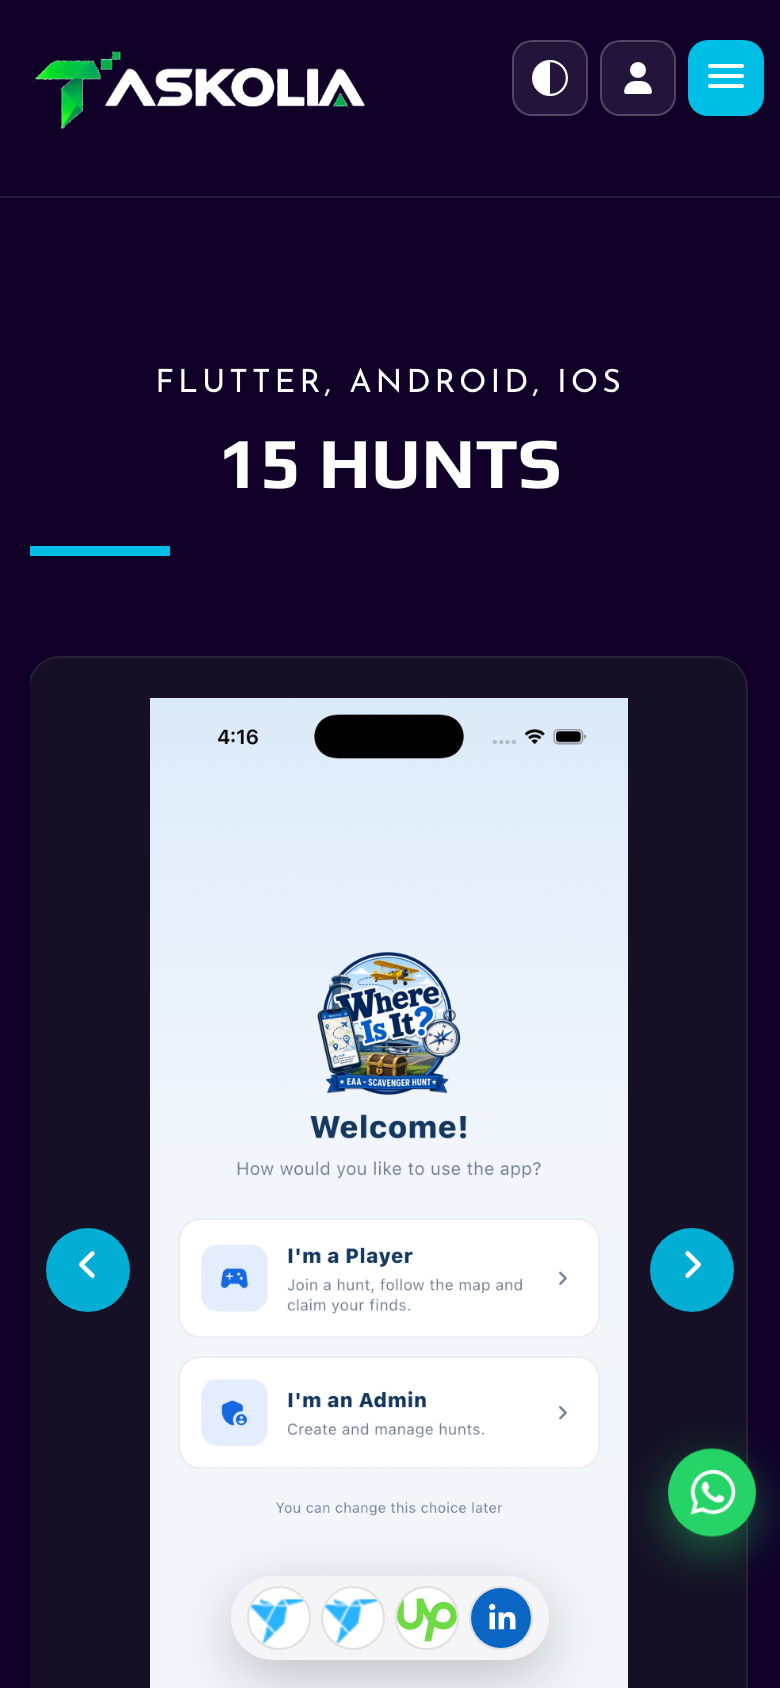 TASKOLIA
FLUTTER, ANDROID, IOS
15 HUNTS
4:16
Where
Is It?
EAA - SCAVENGER HUNT
Welcome!
How would you like to use the app?
I'm a Player
Join a hunt, follow the map and
claim your finds.
I'm an Admin
Create and manage hunts.
You can change this choice later
up
in